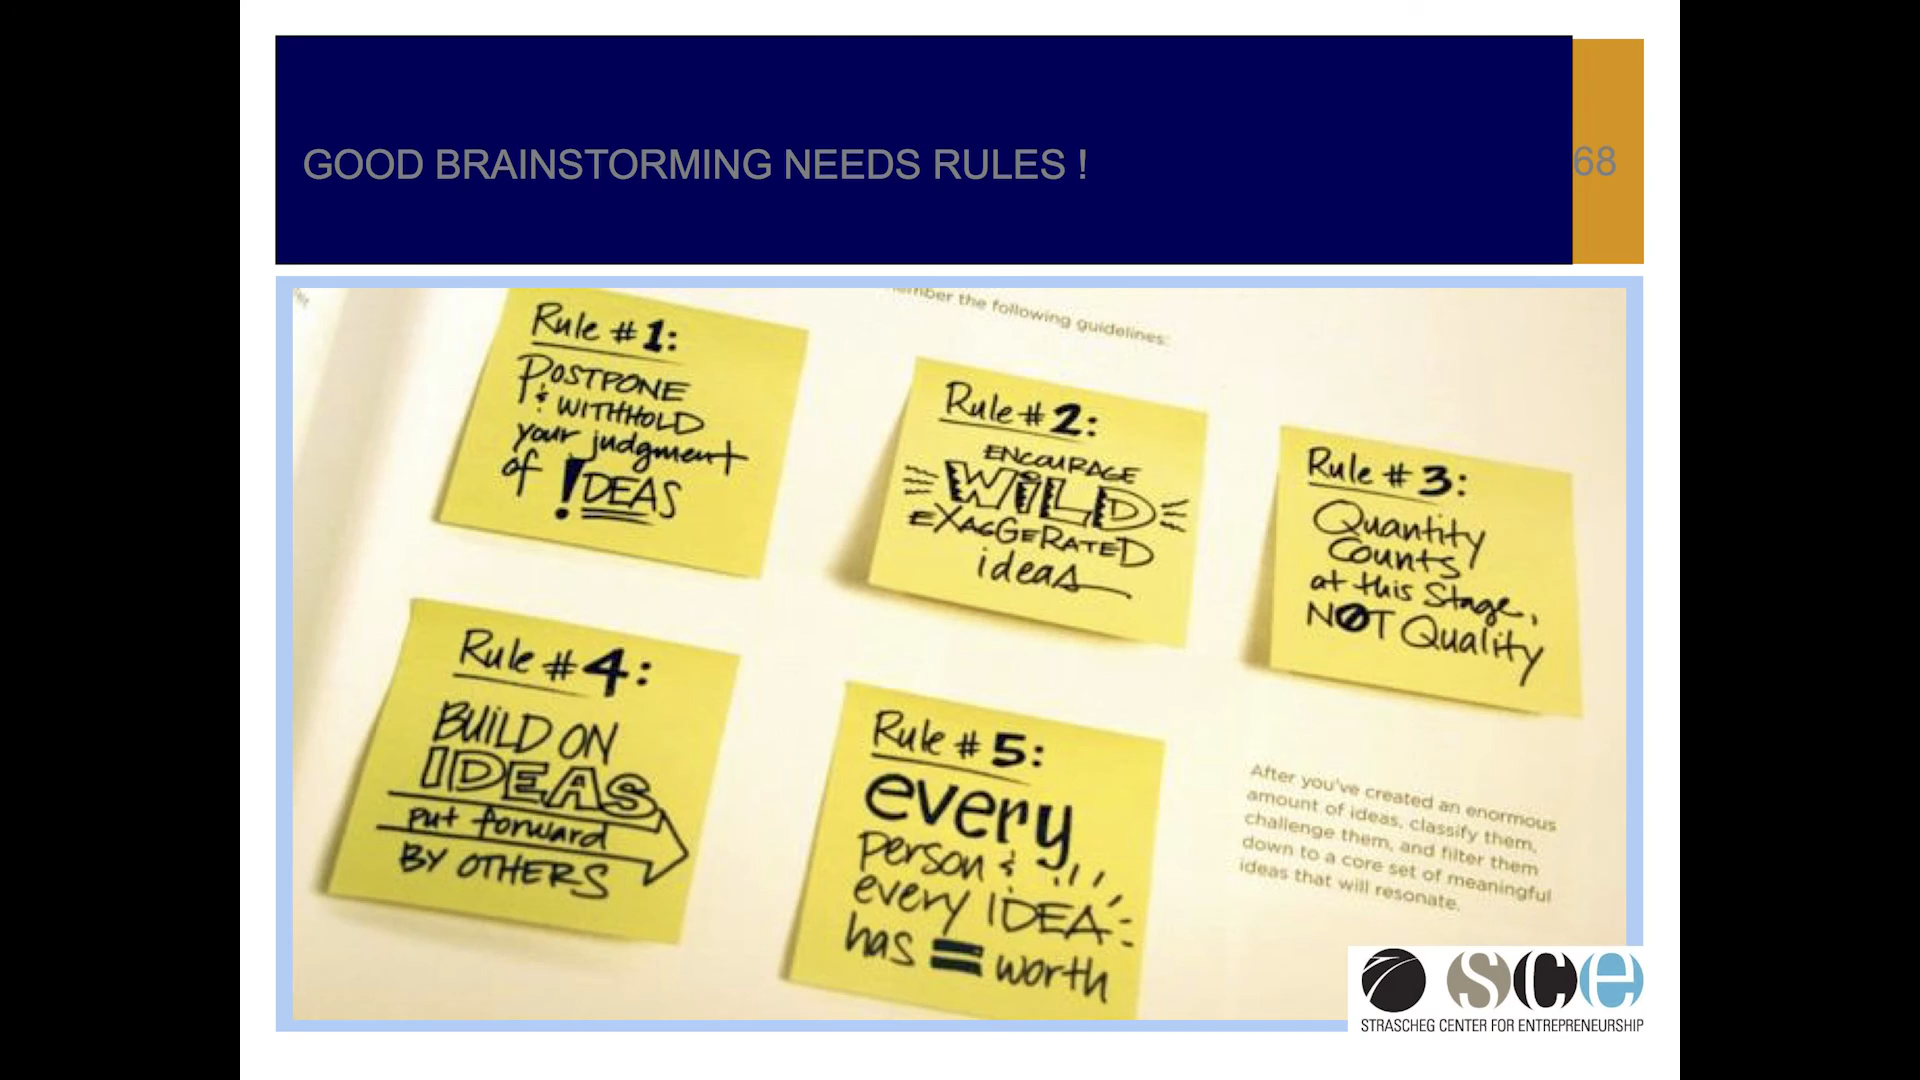 GOOD BRAINSTORMING NEEDS RULES !
68
the following guidelines:
Rule #1:
POSTPONE
& WITHHOLD
your judgment
of IDEAS
Rule #2:
ENCOURAGE
WILD
EXAGGERATED
ideas
Rule #3:
Quantity
Counts
at this Stage,
NOT Quality
Rule #4:
BUILD ON
IDEAS
put forward
BY OTHERS
Rule #5:
every
person &
every IDEA
has = worth
After you've created an enormous
amount of ideas, classify them,
challenge them, and filter them
down to a core set of meaningful
ideas that will resonate.
sce
STRASCHEG CENTER FOR ENTREPRENEURSHIP